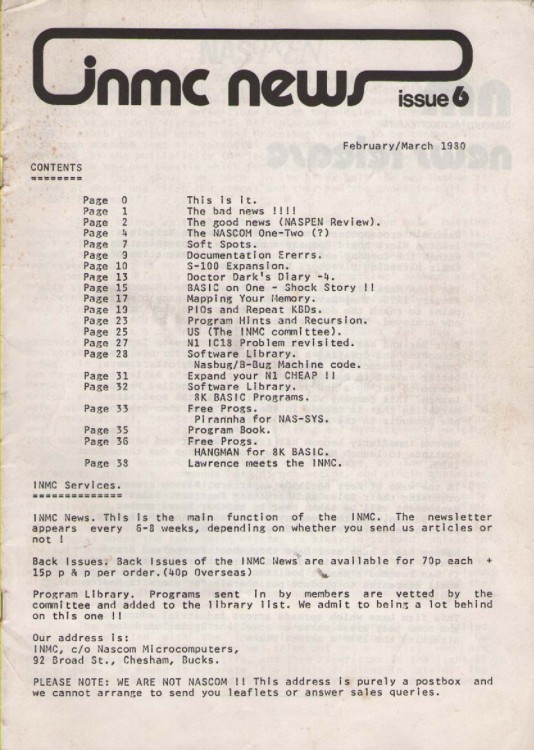 inmc news
issue 6
February/March 1980
CONTENTS
========
Page 0 This is it.
Page 1 The bad news !!!!
Page 2 The good news (NASPEN Review).
Page 4 The NASCOM One-Two (?)
Page 7 Soft Spots.
Page 9 Documentation Ererrs.
Page 10 S-100 Expansion.
Page 13 Doctor Dark's Diary -4.
Page 15 BASIC on One - Shock Story !!
Page 17 Mapping Your Memory.
Page 19 PIOs and Repeat KBDs.
Page 23 Program Hints and Recursion.
Page 25 US (The INMC committee).
Page 27 N1 IC18 Problem revisited.
Page 28 Software Library.
Nasbug/B-Bug Machine code.
Page 31 Expand your N1 CHEAP !!
Page 32 Software Library.
8K BASIC Programs.
Page 33 Free Progs.
Pirannha for NAS-SYS.
Page 35 Program Book.
Page 36 Free Progs.
HANGMAN for 8K BASIC.
Page 38 Lawrence meets the INMC.
INMC Services.
==============
INMC News. This is the main function of the INMC. The newsletter
appears every 6-8 weeks, depending on whether you send us articles or
not !
Back Issues. Back Issues of the INMC News are available for 70p each +
15p p & p per order.(40p Overseas)
Program Library. Programs sent in by members are vetted by the
committee and added to the library list. We admit to being a lot behind
on this one !!
Our address is:
INMC, c/o Nascom Microcomputers,
92 Broad St., Chesham, Bucks.
PLEASE NOTE: WE ARE NOT NASCOM !! This address is purely a postbox and
we cannot arrange to send you leaflets or answer sales queries.